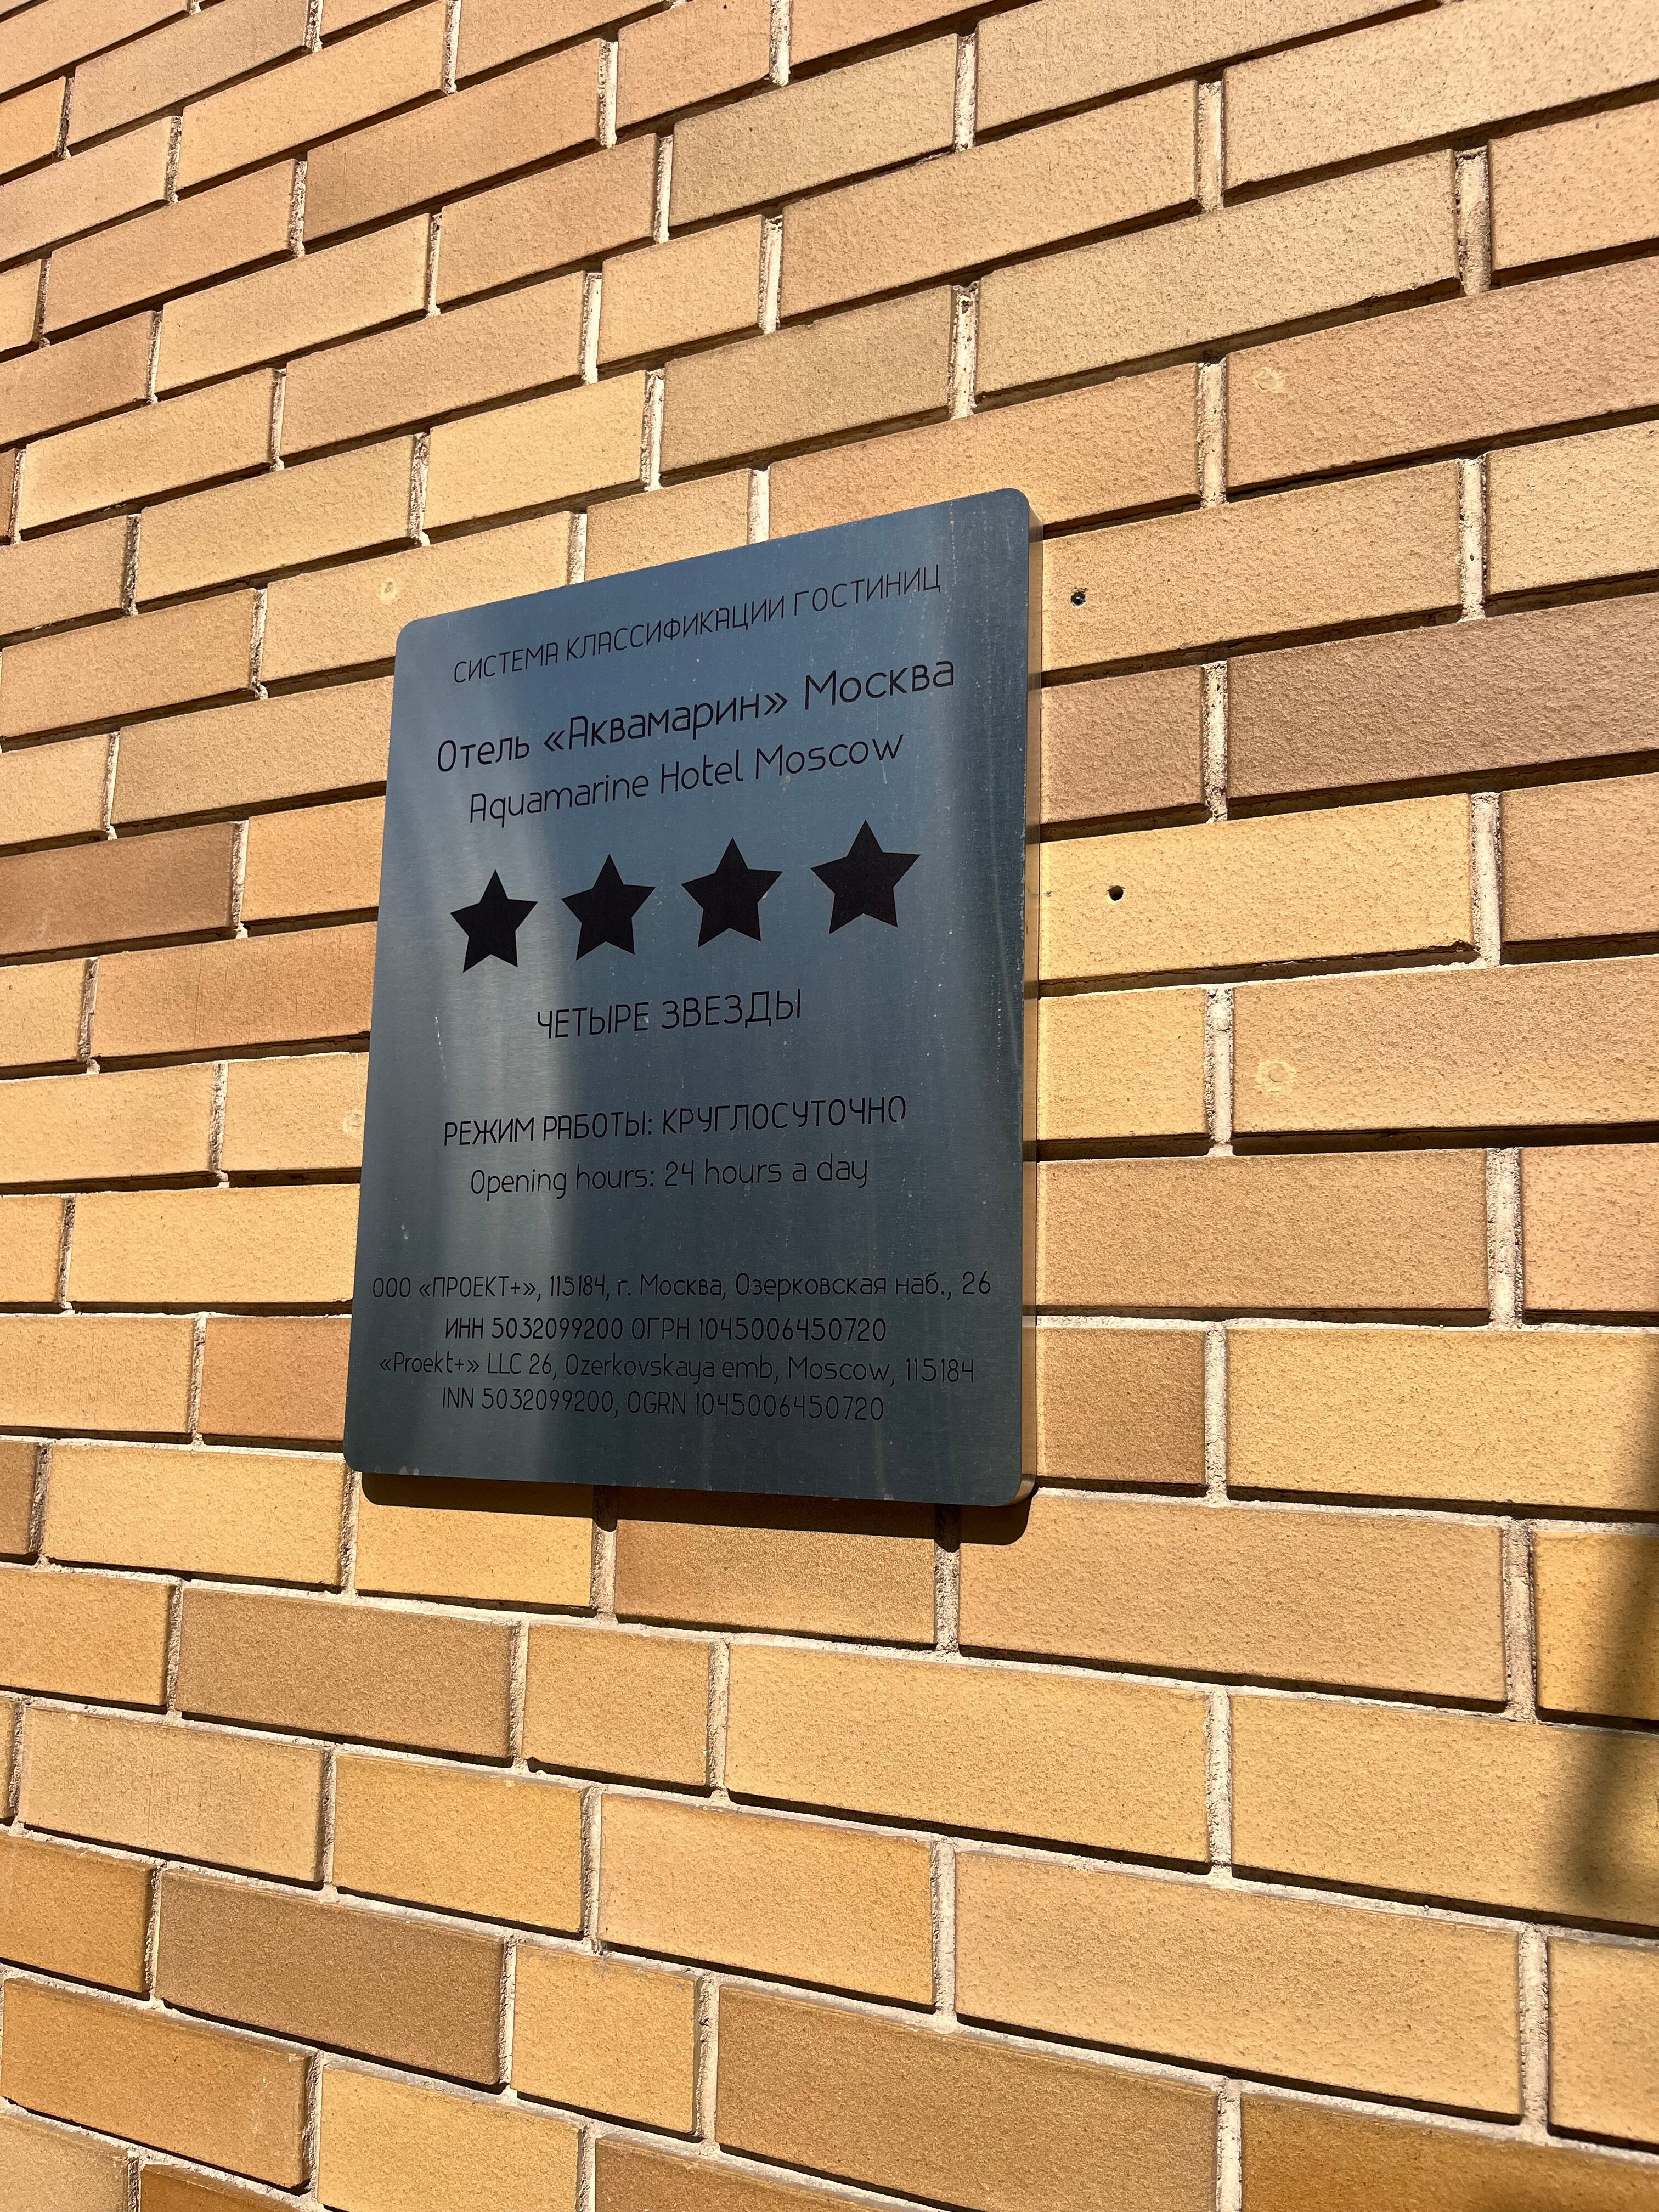 СИСТЕМА КЛАССИФИКАЦИИ ГОСТИНИЦ
Отель «Аквамарин» Москва
Aquamarine Hotel Moscow
ЧЕТЫРЕ ЗВЕЗДЫ
РЕЖИМ РАБОТЫ: КРУГЛОСУТОЧНО
Opening hours: 24 hours a day
ООО «ПРОЕКТ+», 115184, г. Москва, Озерковская наб., 26
ИНН 5032099200 ОГРН 1045006450720
«Proekt+» LLC 26, Ozerkovskaya emb, Moscow, 115184
INN 5032099200, OGRN 1045006450720